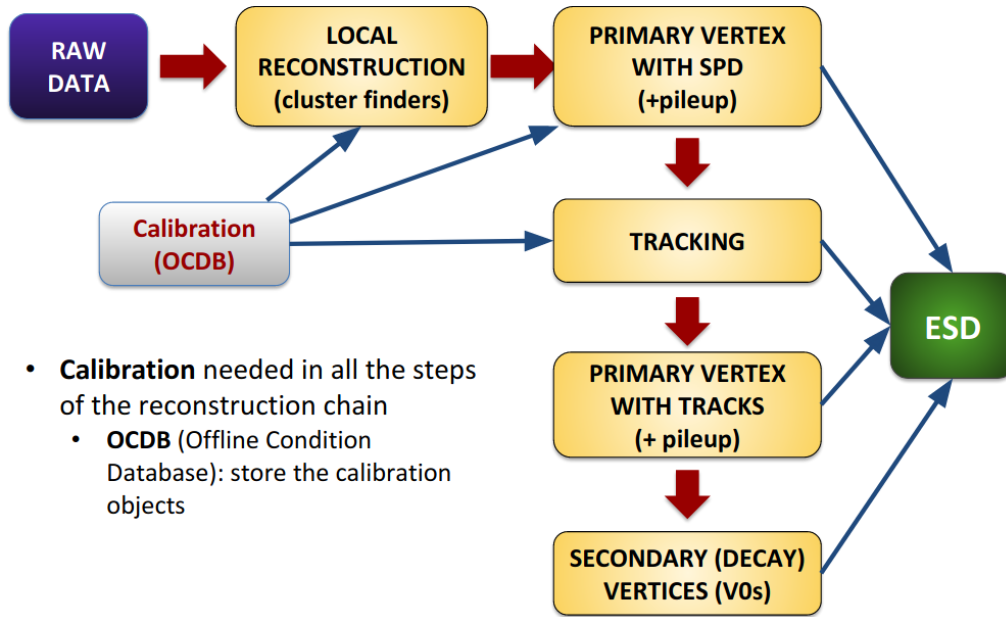 RAW
DATA
LOCAL
RECONSTRUCTION
(cluster finders)
PRIMARY VERTEX
WITH SPD
(+pileup)
Calibration
(OCDB)
TRACKING
ESD
• Calibration needed in all the steps
of the reconstruction chain
• OCDB (Offline Condition
Database): store the calibration
objects
PRIMARY VERTEX
WITH TRACKS
(+ pileup)
SECONDARY (DECAY)
VERTICES (V0s)